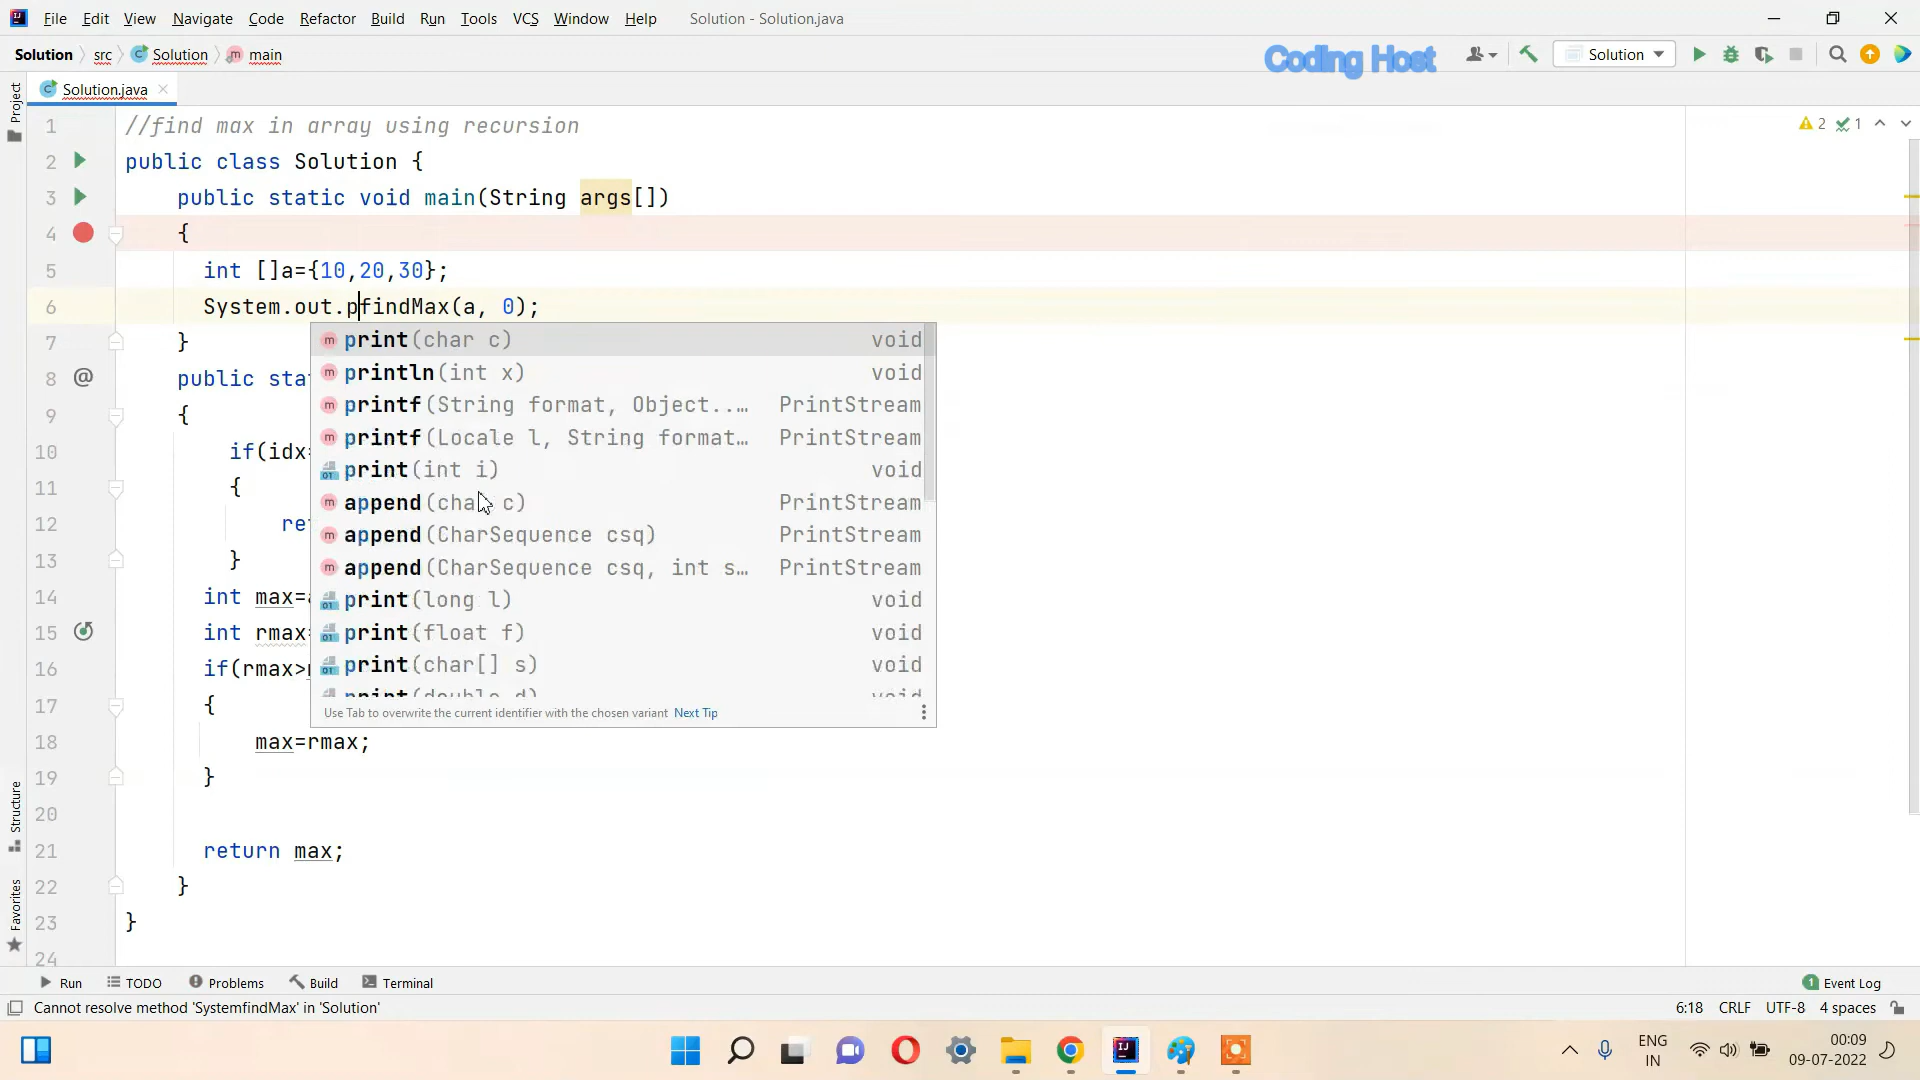 File Edit View Navigate Code Refactor Build Run Tools VCS Window Help Solution - Solution.java
Solution src Solution main Coding Host Solution
Project
Solution.java
1 //find max in array using recursion
2 public class Solution {
3 public static void main(String args[])
4 {
5 int []a={10,20,30};
6 System.out.pfindMax(a, 0);
7 }
8 @ public sta
9 {
10 if(idx=
11 {
12 re
13 }
14 int max=a
15 int rmax=
16 if(rmax>
17 {
18 max=rmax;
19 }
20
21 return max;
22 }
23 }
24
2 1
print(char c) void
println(int x) void
printf(String format, Object..… PrintStream
printf(Locale l, String format… PrintStream
print(int i) void
append(char c) PrintStream
append(CharSequence csq) PrintStream
append(CharSequence csq, int s… PrintStream
print(long l) void
print(float f) void
print(char[] s) void
print(double d) void
Use Tab to overwrite the current identifier with the chosen variant Next Tip
Structure
Favorites
Run TODO Problems Build Terminal 1 Event Log
Cannot resolve method 'SystemfindMax' in 'Solution' 6:18 CRLF UTF-8 4 spaces
ENG
IN
00:09
09-07-2022